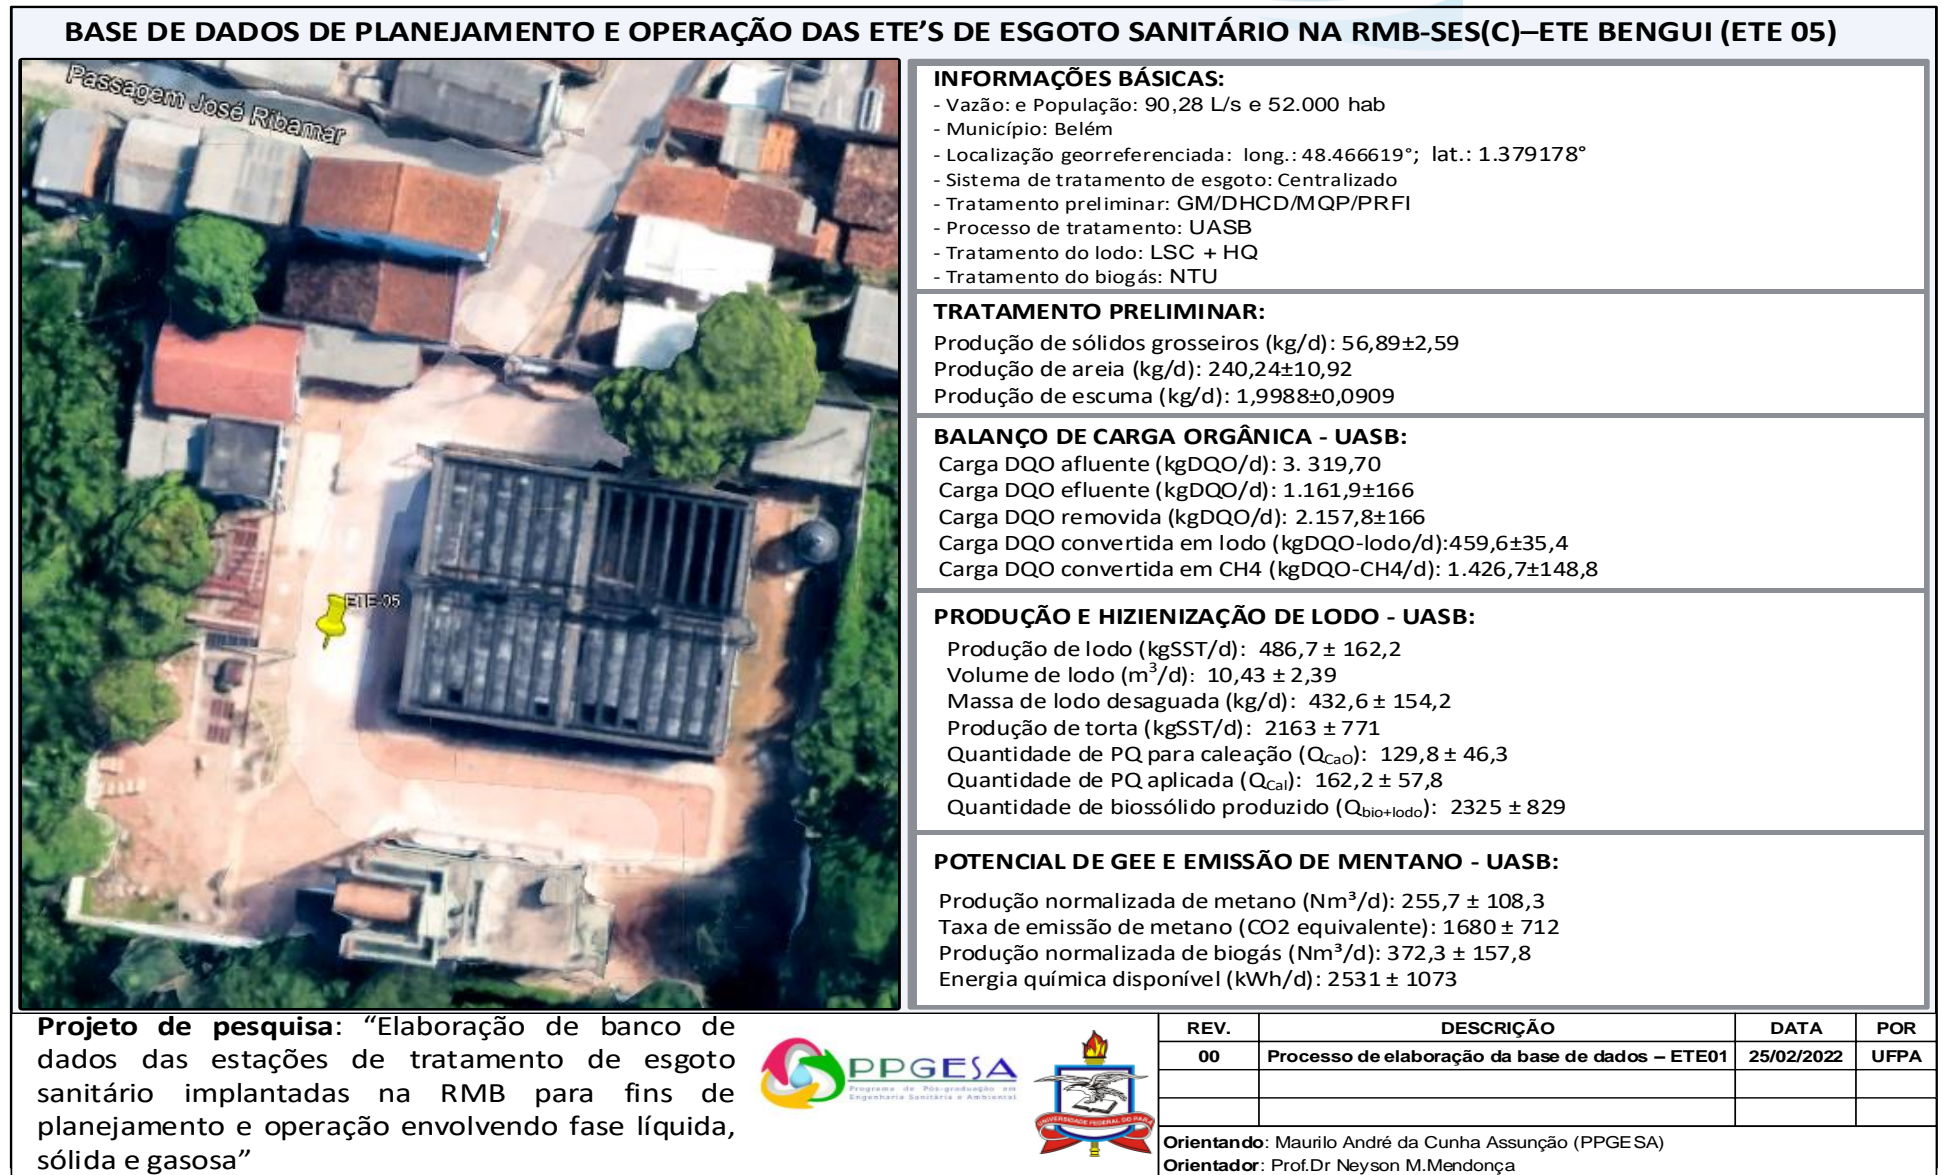 BASE DE DADOS DE PLANEJAMENTO E OPERAÇÃO DAS ETE'S DE ESGOTO SANITÁRIO NA RMB-SES(C)–ETE BENGUI (ETE 05)
Passagem José Ribamar
ETE-05
INFORMAÇÕES BÁSICAS:
- Vazão: e População: 90,28 L/s e 52.000 hab
- Município: Belém
- Localização georreferenciada: long.: 48.466619°; lat.: 1.379178°
- Sistema de tratamento de esgoto: Centralizado
- Tratamento preliminar: GM/DHCD/MQP/PRFI
- Processo de tratamento: UASB
- Tratamento do lodo: LSC + HQ
- Tratamento do biogás: NTU
TRATAMENTO PRELIMINAR:
Produção de sólidos grosseiros (kg/d): 56,89±2,59
Produção de areia (kg/d): 240,24±10,92
Produção de escuma (kg/d): 1,9988±0,0909
BALANÇO DE CARGA ORGÂNICA - UASB:
Carga DQO afluente (kgDQO/d): 3. 319,70
Carga DQO efluente (kgDQO/d): 1.161,9±166
Carga DQO removida (kgDQO/d): 2.157,8±166
Carga DQO convertida em lodo (kgDQO-lodo/d):459,6±35,4
Carga DQO convertida em CH4 (kgDQO-CH4/d): 1.426,7±148,8
PRODUÇÃO E HIZIENIZAÇÃO DE LODO - UASB:
Produção de lodo (kgSST/d): 486,7 ± 162,2
Volume de lodo (m³/d): 10,43 ± 2,39
Massa de lodo desaguada (kg/d): 432,6 ± 154,2
Produção de torta (kgSST/d): 2163 ± 771
Quantidade de PQ para caleação (QCaO): 129,8 ± 46,3
Quantidade de PQ aplicada (QCal): 162,2 ± 57,8
Quantidade de biossólido produzido (Qbio+lodo): 2325 ± 829
POTENCIAL DE GEE E EMISSÃO DE MENTANO - UASB:
Produção normalizada de metano (Nm³/d): 255,7 ± 108,3
Taxa de emissão de metano (CO2 equivalente): 1680 ± 712
Produção normalizada de biogás (Nm³/d): 372,3 ± 157,8
Energia química disponível (kWh/d): 2531 ± 1073
Projeto de pesquisa: “Elaboração de banco de
dados das estações de tratamento de esgoto
sanitário implantadas na RMB para fins de
planejamento e operação envolvendo fase líquida,
sólida e gasosa”
PPGESA
Programa de Pós-graduação em
Engenharia Sanitária e Ambiental
UNIVERSIDADE FEDERAL DO PARÁ
REV. DESCRIÇÃO DATA POR
00 Processo de elaboração da base de dados – ETE01 25/02/2022 UFPA
Orientando: Maurilo André da Cunha Assunção (PPGESA)
Orientador: Prof.Dr Neyson M.Mendonça